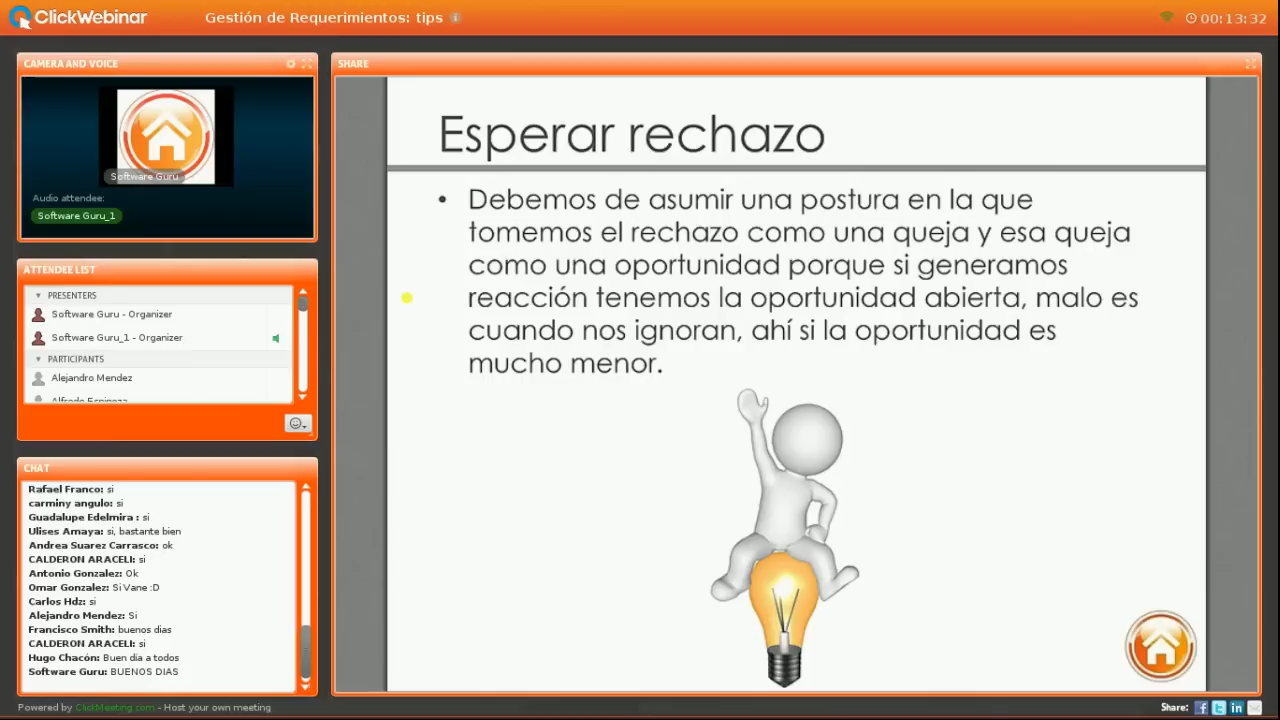 ClickWebinar
Gestión de Requerimientos: tips
00:13:32
CAMERA AND VOICE
Software Guru
Audio attendee:
Software Guru_1
ATTENDEE LIST
PRESENTERS
Software Guru - Organizer
Software Guru_1 - Organizer
PARTICIPANTS
Alejandro Mendez
Alfredo Espinoza
CHAT
Rafael Franco: si
carminy angulo: si
Guadalupe Edelmira : si
Ulises Amaya: si, bastante bien
Andrea Suarez Carrasco: ok
CALDERON ARACELI: si
Antonio Gonzalez: Ok
Omar Gonzalez: Si Vane :D
Carlos Hdz: si
Alejandro Mendez: Si
Francisco Smith: buenos dias
CALDERON ARACELI: si
Hugo Chacón: Buen día a todos
Software Guru: BUENOS DIAS
SHARE
Esperar rechazo
• Debemos de asumir una postura en la que
tomemos el rechazo como una queja y esa queja
como una oportunidad porque si generamos
reacción tenemos la oportunidad abierta, malo es
cuando nos ignoran, ahí si la oportunidad es
mucho menor.
Powered by ClickMeeting.com - Host your own meeting
Share: